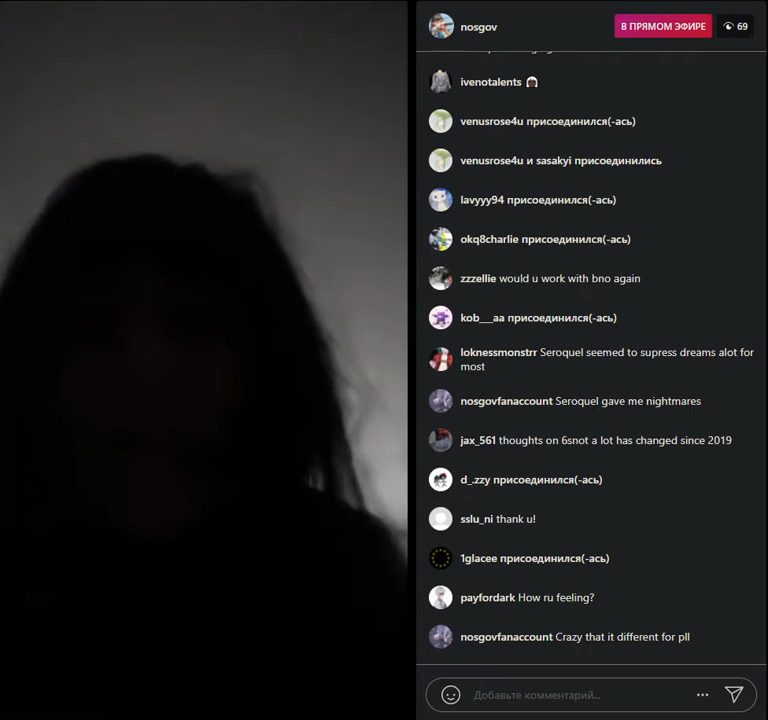 nosgov
В ПРЯМОМ ЭФИРЕ
69
ivenotalents
venusrose4u присоединился(-ась)
venusrose4u и sasakyi присоединились
lavyyy94 присоединился(-ась)
okq8charlie присоединился(-ась)
zzzellie would u work with bno again
kob___aa присоединился(-ась)
loknessmonstrr Seroquel seemed to supress dreams alot for
most
nosgovfanaccount Seroquel gave me nightmares
jax_561 thoughts on 6snot a lot has changed since 2019
d_.zzy присоединился(-ась)
sslu_ni thank u!
1glacee присоединился(-ась)
payfordark How ru feeling?
nosgovfanaccount Crazy that it different for pll
Добавьте комментарий...